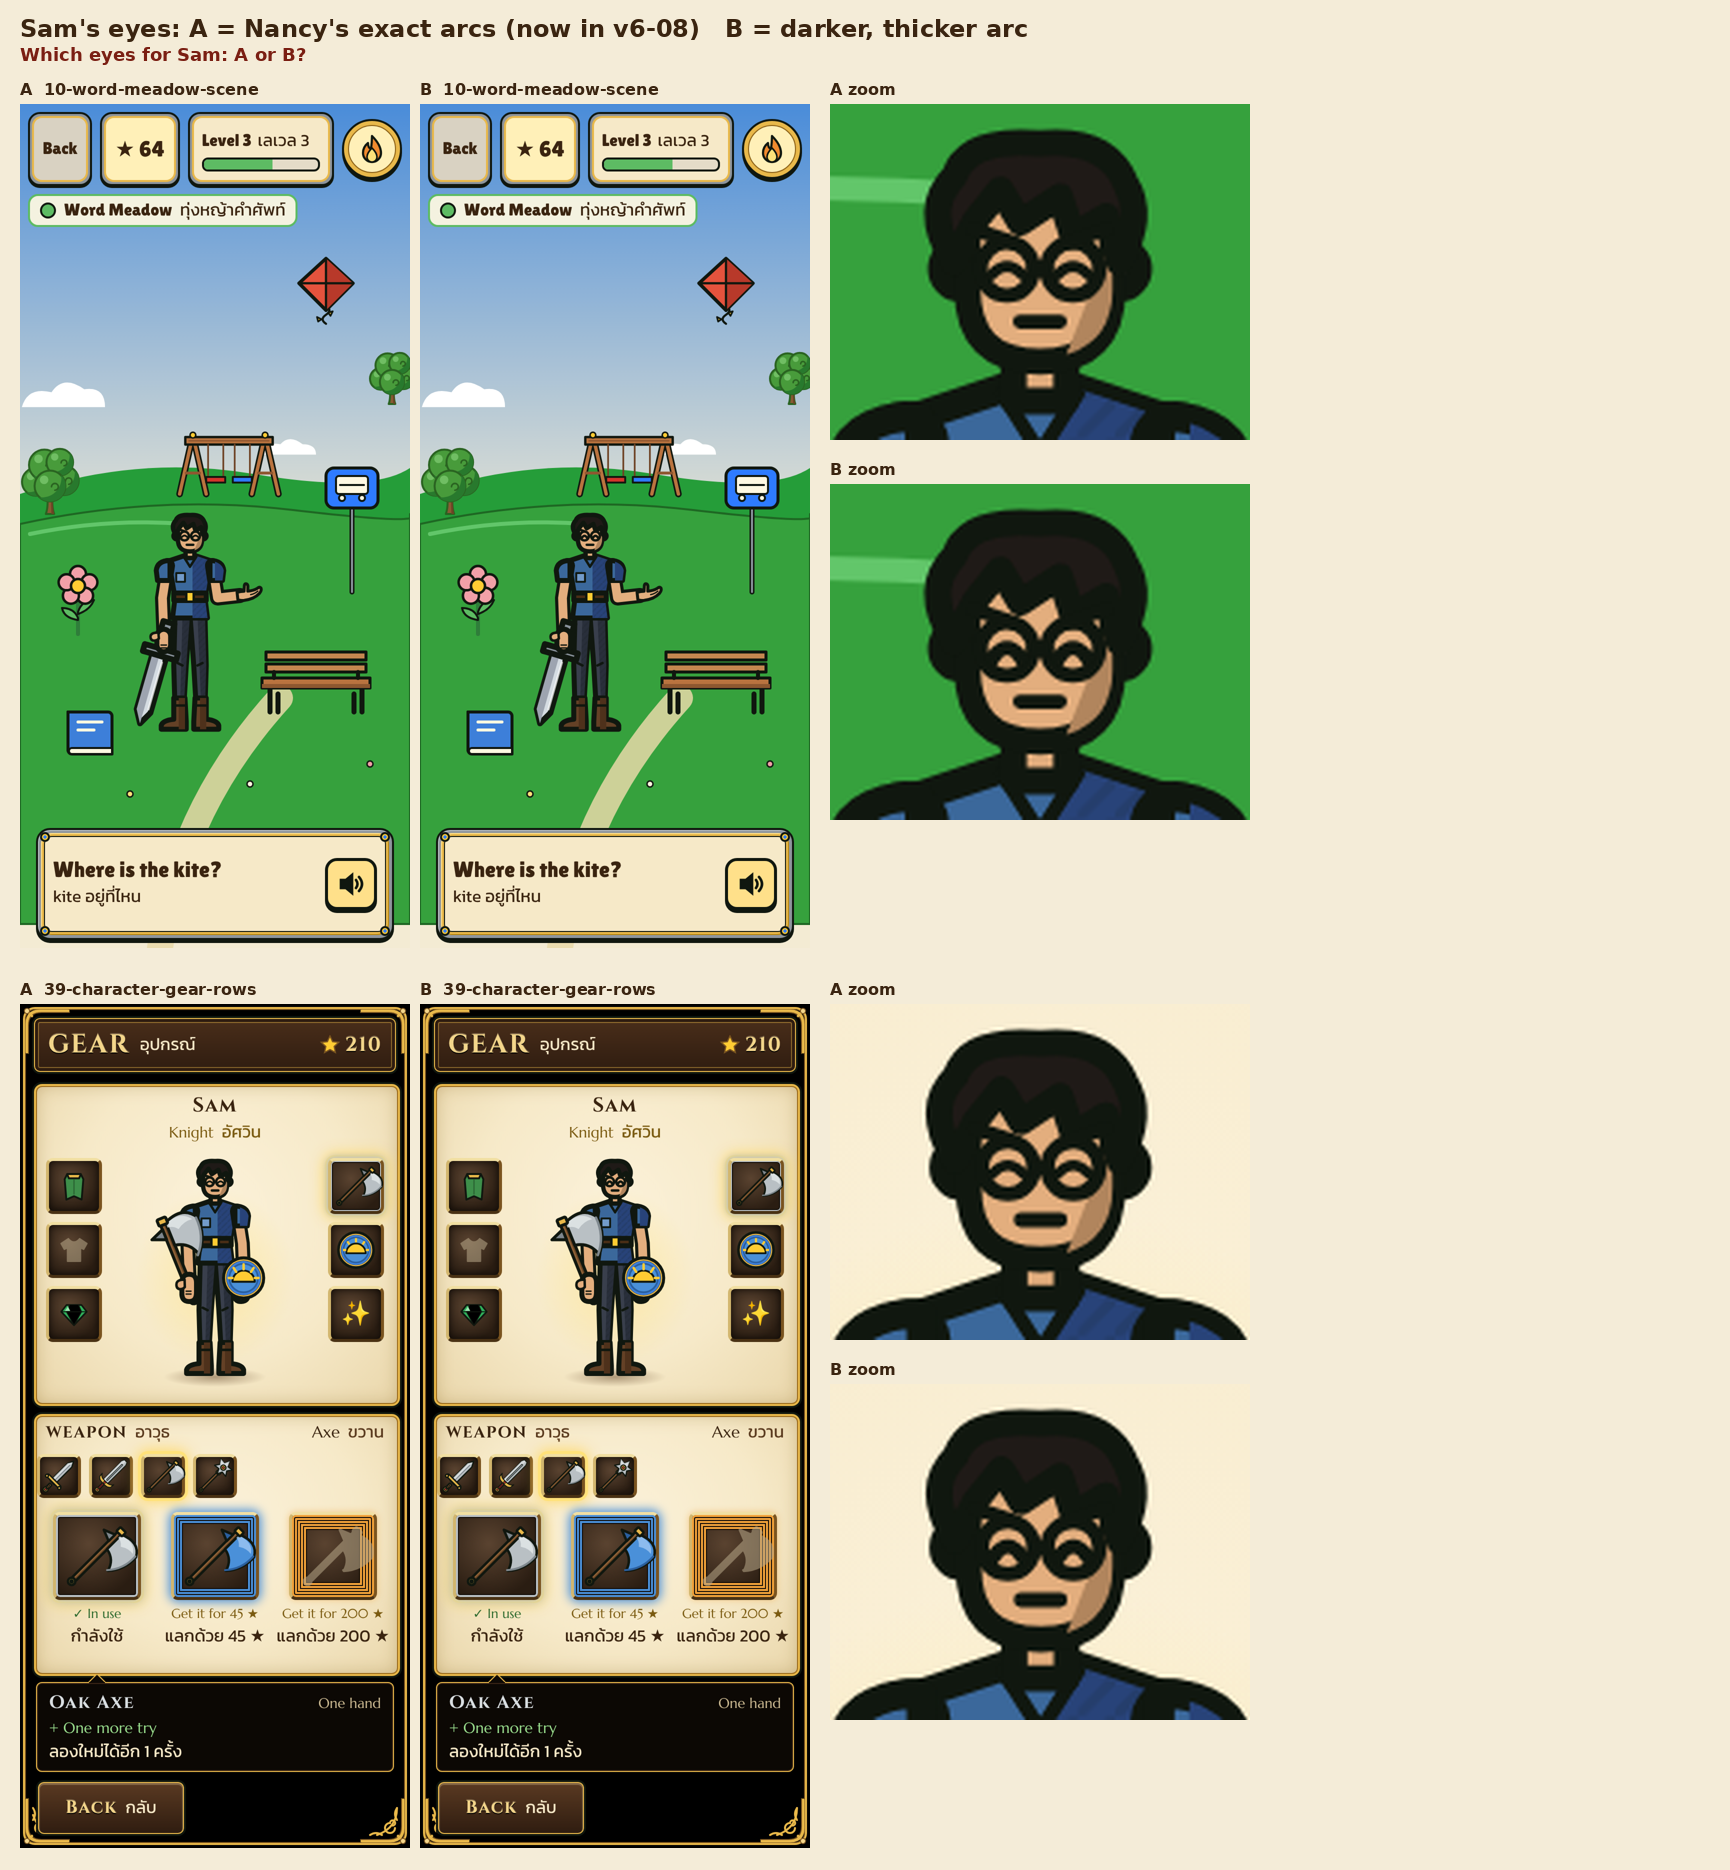 Sam's eyes: A = Nancy's exact arcs (now in v6-08) B = darker, thicker arc
Which eyes for Sam: A or B?
A 10-word-meadow-scene
B 10-word-meadow-scene
A zoom
Back
★ 64
Level 3 เลเวล 3
Word Meadow ทุ่งหญ้าคำศัพท์
Where is the kite?
kite อยู่ที่ไหน
Back
★ 64
Level 3 เลเวล 3
Word Meadow ทุ่งหญ้าคำศัพท์
Where is the kite?
kite อยู่ที่ไหน
B zoom
A 39-character-gear-rows
B 39-character-gear-rows
A zoom
GEAR อุปกรณ์ ★ 210
SAM
Knight อัศวิน
WEAPON อาวุธ Axe ขวาน
✓ In use
กำลังใช้
Get it for 45 ★
แลกด้วย 45 ★
Get it for 200 ★
แลกด้วย 200 ★
OAK AXE One hand
+ One more try
ลองใหม่ได้อีก 1 ครั้ง
BACK กลับ
GEAR อุปกรณ์ ★ 210
SAM
Knight อัศวิน
WEAPON อาวุธ Axe ขวาน
✓ In use
กำลังใช้
Get it for 45 ★
แลกด้วย 45 ★
Get it for 200 ★
แลกด้วย 200 ★
OAK AXE One hand
+ One more try
ลองใหม่ได้อีก 1 ครั้ง
BACK กลับ
B zoom